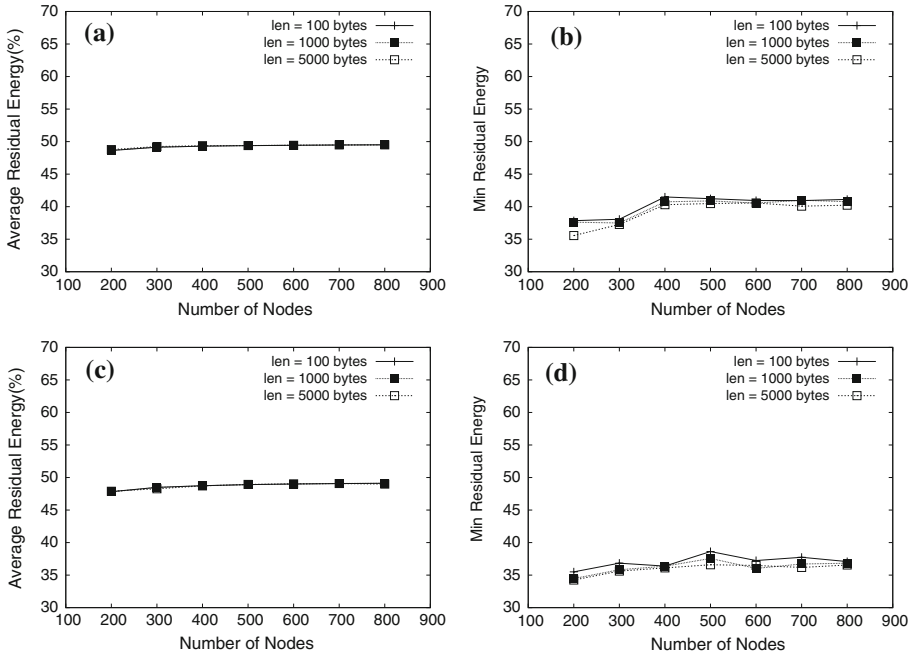 (a)
len = 100 bytes
len = 1000 bytes
len = 5000 bytes
Average Residual Energy(%)
70
65
60
55
50
45
40
35
30
100 200 300 400 500 600 700 800 900
Number of Nodes
(b)
len = 100 bytes
len = 1000 bytes
len = 5000 bytes
Min Residual Energy
70
65
60
55
50
45
40
35
30
100 200 300 400 500 600 700 800 900
Number of Nodes
(c)
len = 100 bytes
len = 1000 bytes
len = 5000 bytes
Average Residual Energy(%)
70
65
60
55
50
45
40
35
30
100 200 300 400 500 600 700 800 900
Number of Nodes
(d)
len = 100 bytes
len = 1000 bytes
len = 5000 bytes
Min Residual Energy
70
65
60
55
50
45
40
35
30
100 200 300 400 500 600 700 800 900
Number of Nodes